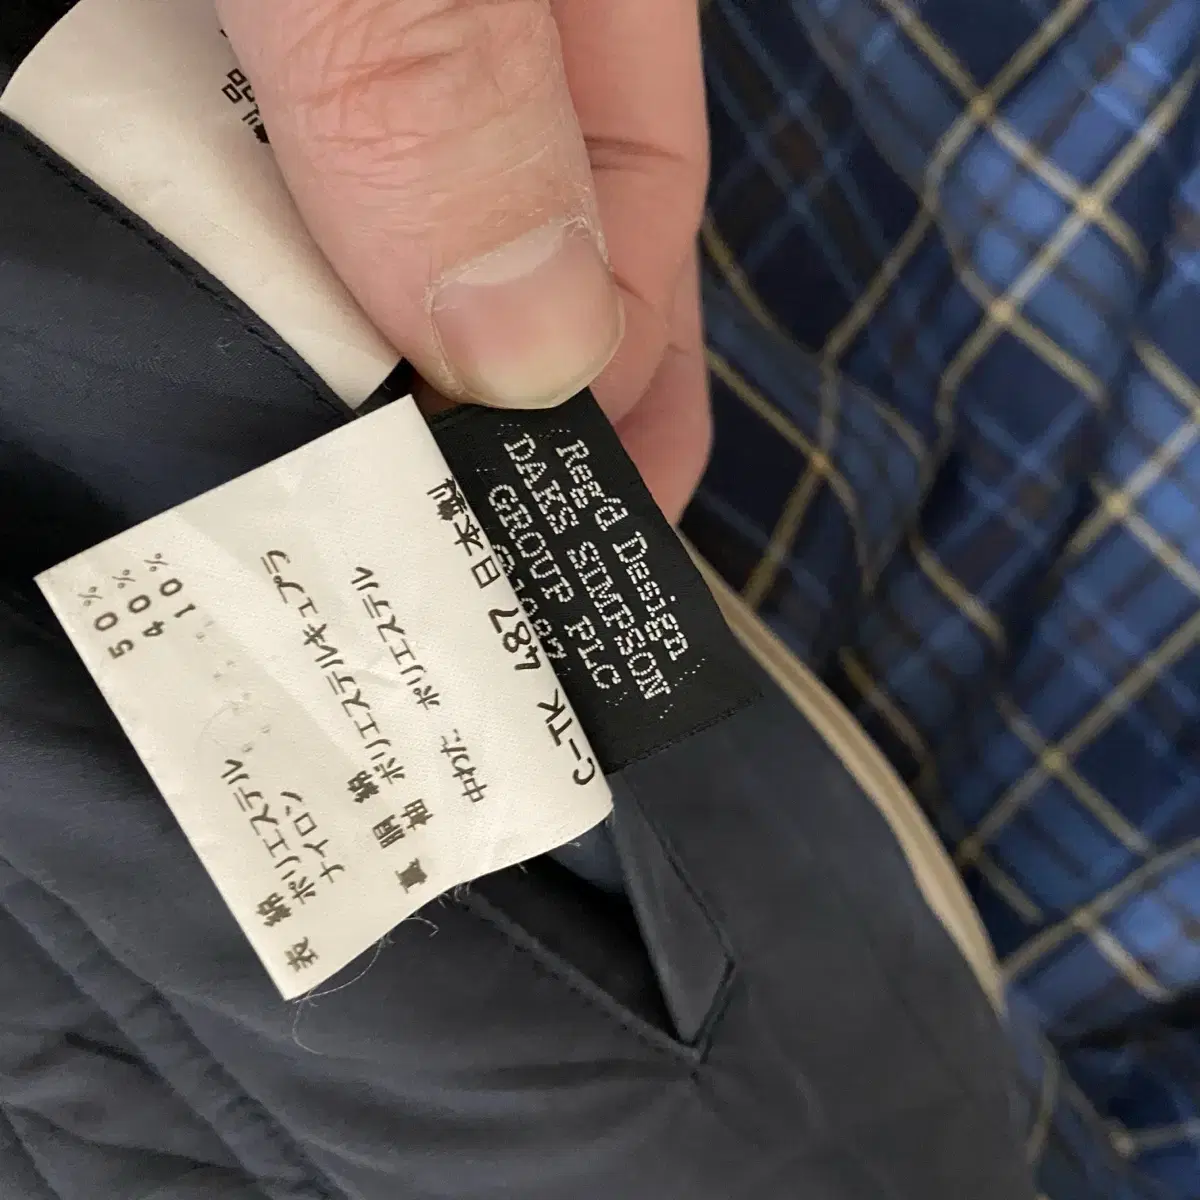 表 綿 50%
ポリエステル 40%
ナイロン 10%
裏 胴 綿 ポリエステル キュプラ
袖 ポリエステル
中わた ポリエステル
C-TK 487 日本製
Regd Design
DAKS SIMPSON
GROUP PLC